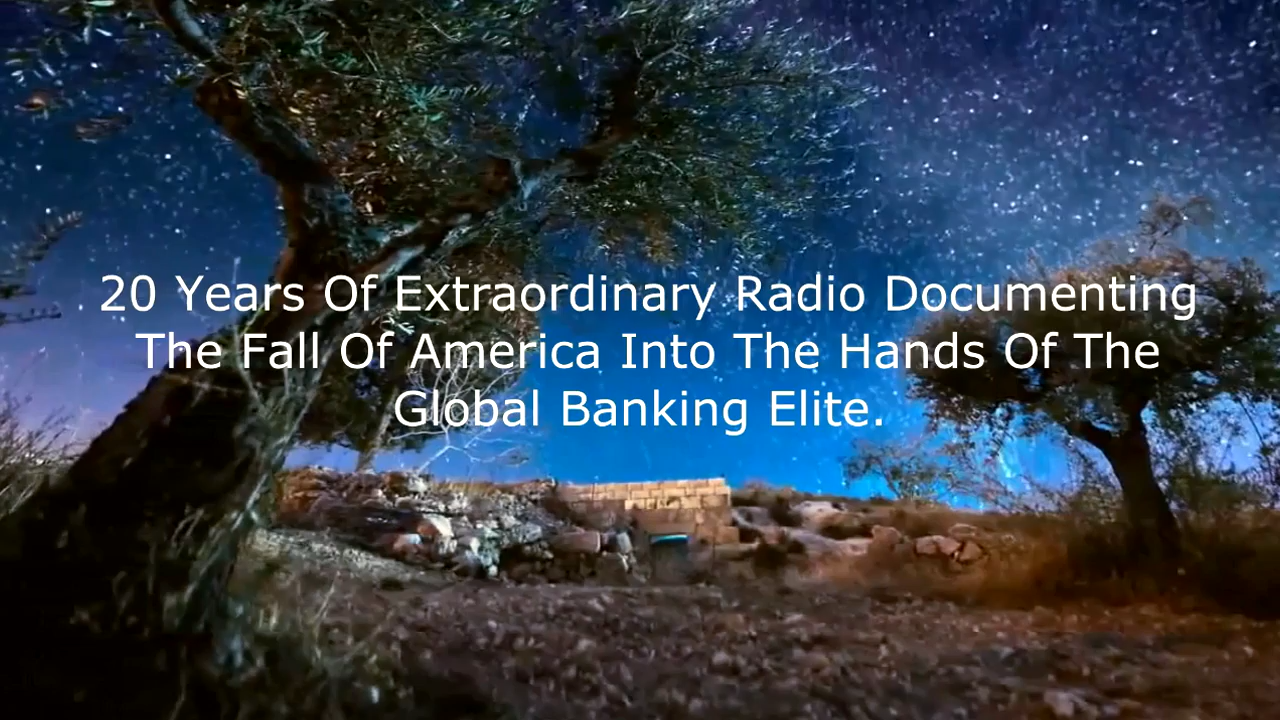 20 Years Of Extraordinary Radio Documenting
The Fall Of America Into The Hands Of The
Global Banking Elite.